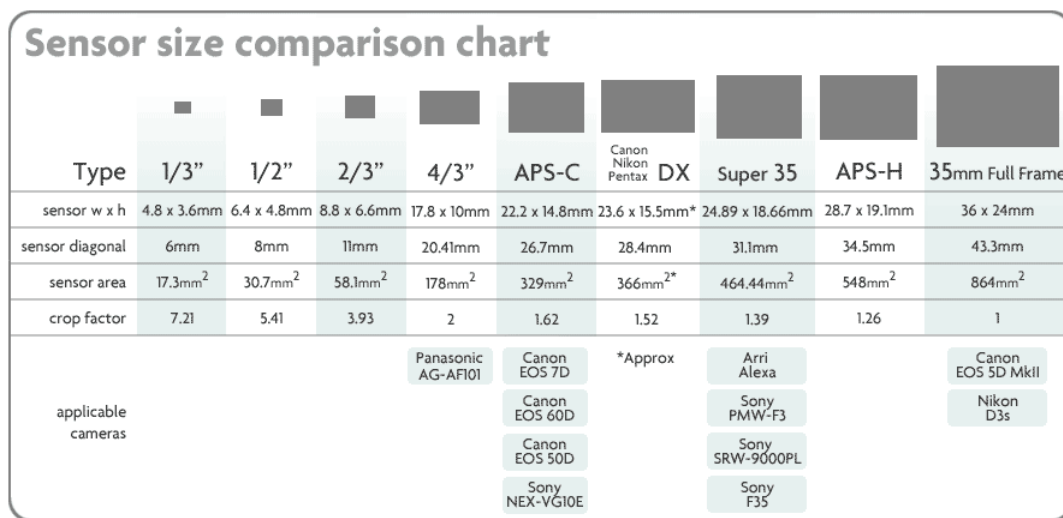 Sensor size comparison chart
Type 1/3” 1/2” 2/3” 4/3” APS-C Canon Nikon Pentax DX Super 35 APS-H 35mm Full Frame
sensor w x h 4.8 x 3.6mm 6.4 x 4.8mm 8.8 x 6.6mm 17.8 x 10mm 22.2 x 14.8mm 23.6 x 15.5mm* 24.89 x 18.66mm 28.7 x 19.1mm 36 x 24mm
sensor diagonal 6mm 8mm 11mm 20.41mm 26.7mm 28.4mm 31.1mm 34.5mm 43.3mm
sensor area 17.3mm² 30.7mm² 58.1mm² 178mm² 329mm² 366mm²* 464.44mm² 548mm² 864mm²
crop factor 7.21 5.41 3.93 2 1.62 1.52 1.39 1.26 1
applicable cameras
Panasonic AG-AF101
Canon EOS 7D
Canon EOS 60D
Canon EOS 50D
Sony NEX-VG10E
*Approx
Arri Alexa
Sony PMW-F3
Sony SRW-9000PL
Sony F35
Canon EOS 5D MkII
Nikon D3s